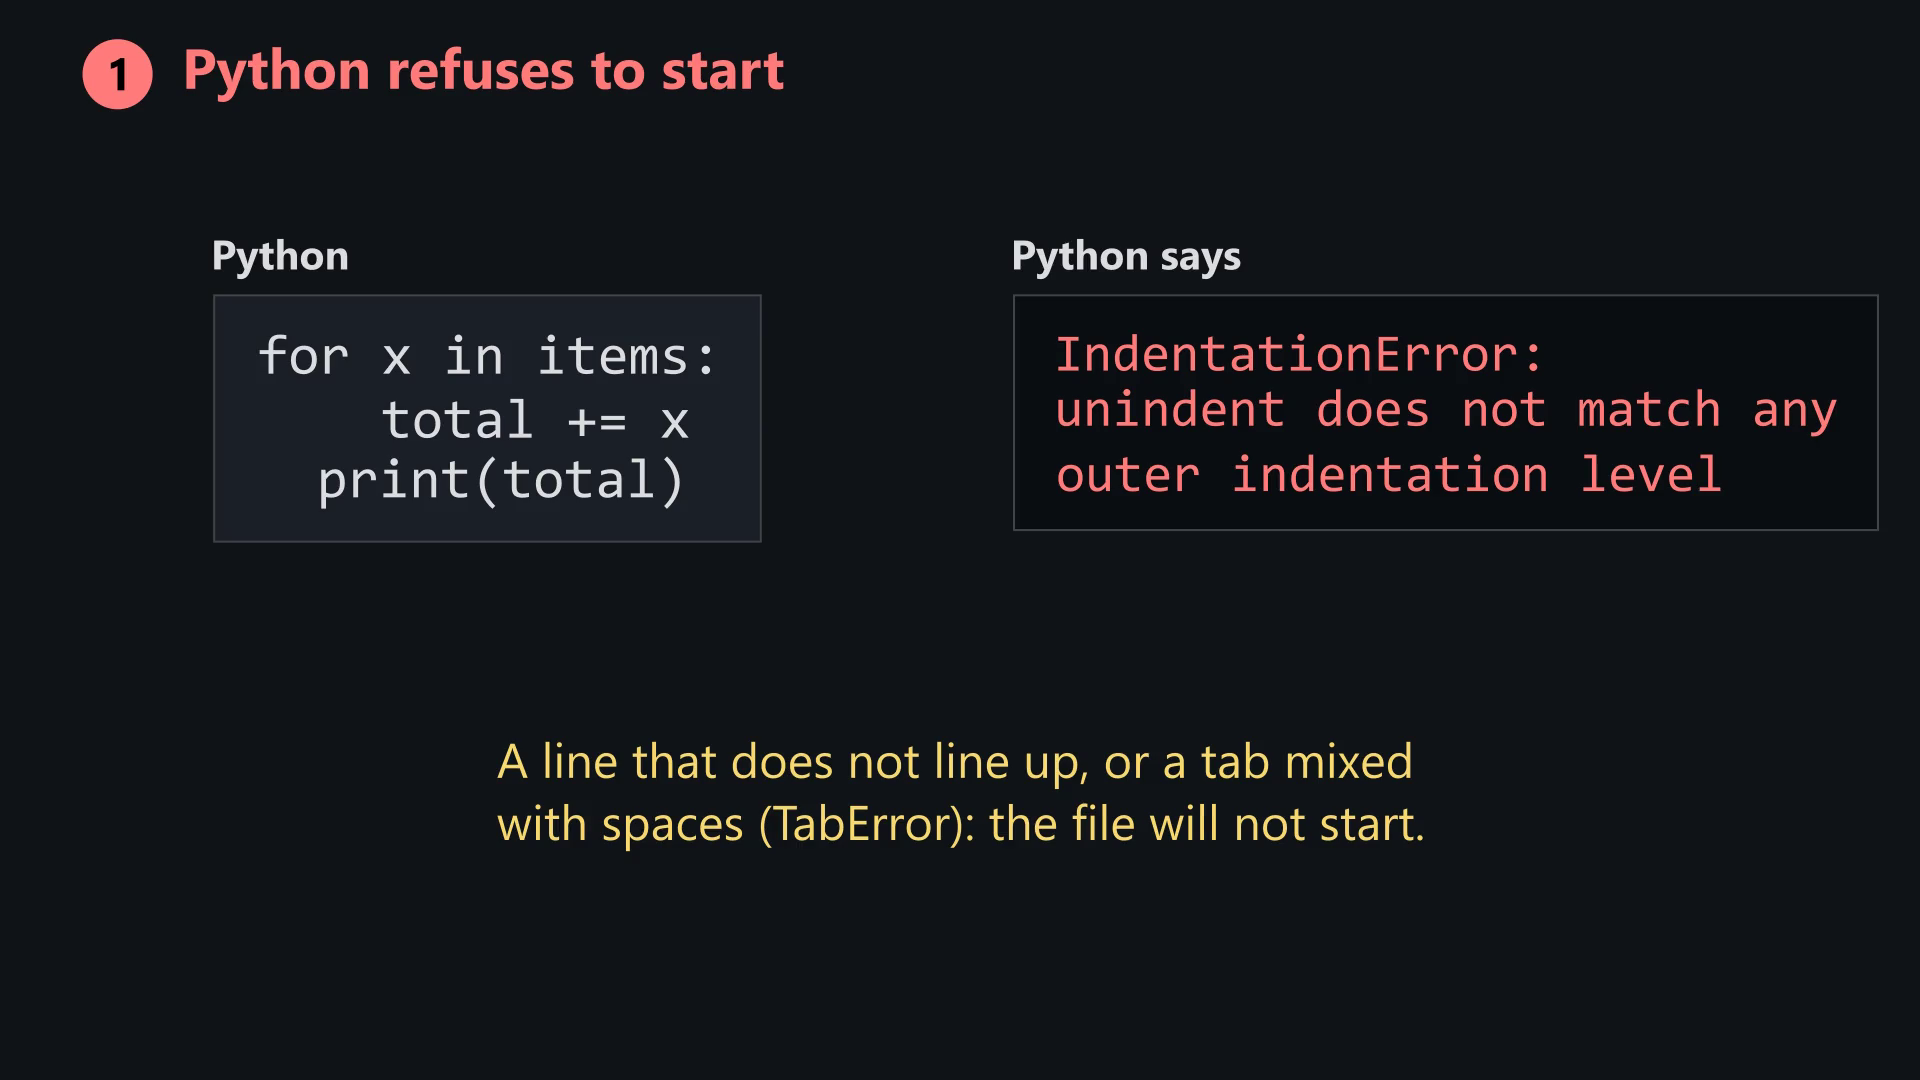 1 Python refuses to start
Python
for x in items:
    total += x
  print(total)
Python says
IndentationError:
unindent does not match any
outer indentation level
A line that does not line up, or a tab mixed
with spaces (TabError): the file will not start.